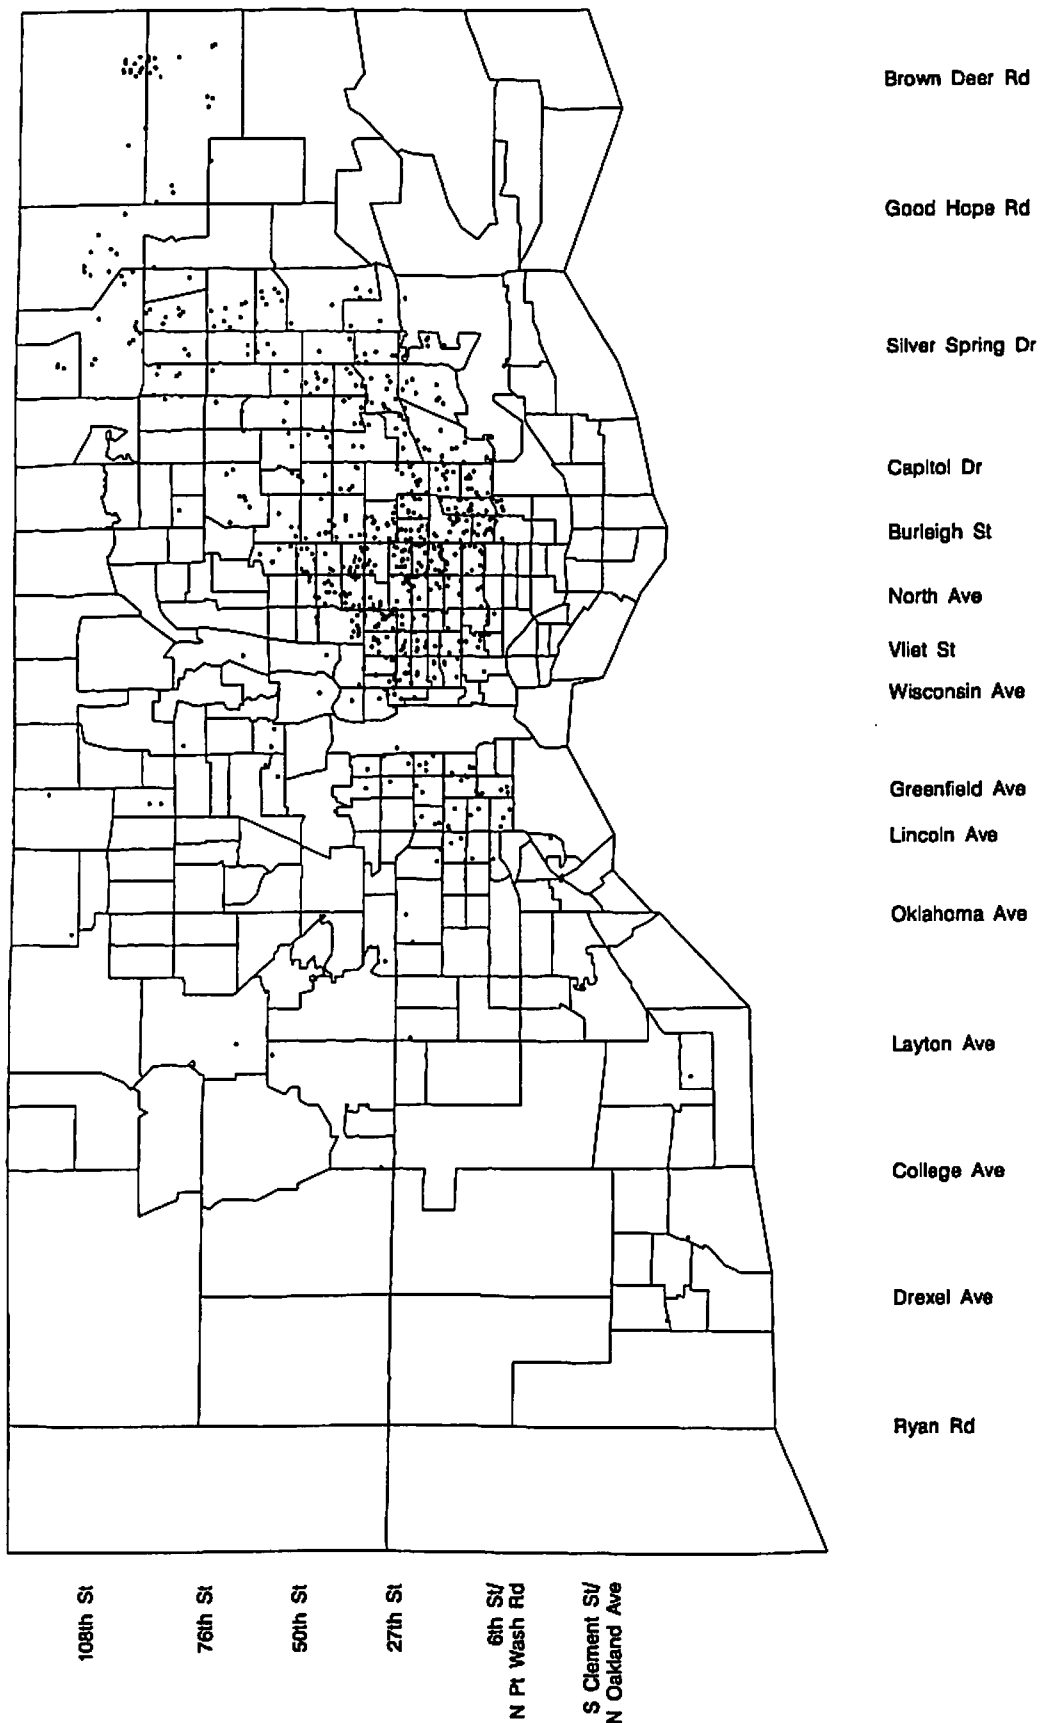 Brown Deer Rd
Good Hope Rd
Silver Spring Dr
Capitol Dr
Burleigh St
North Ave
Vliet St
Wisconsin Ave
Greenfield Ave
Lincoln Ave
Oklahoma Ave
Layton Ave
College Ave
Drexel Ave
Ryan Rd
108th St
76th St
50th St
27th St
6th St/
N Pt Wash Rd
S Clement St/
N Oakland Ave